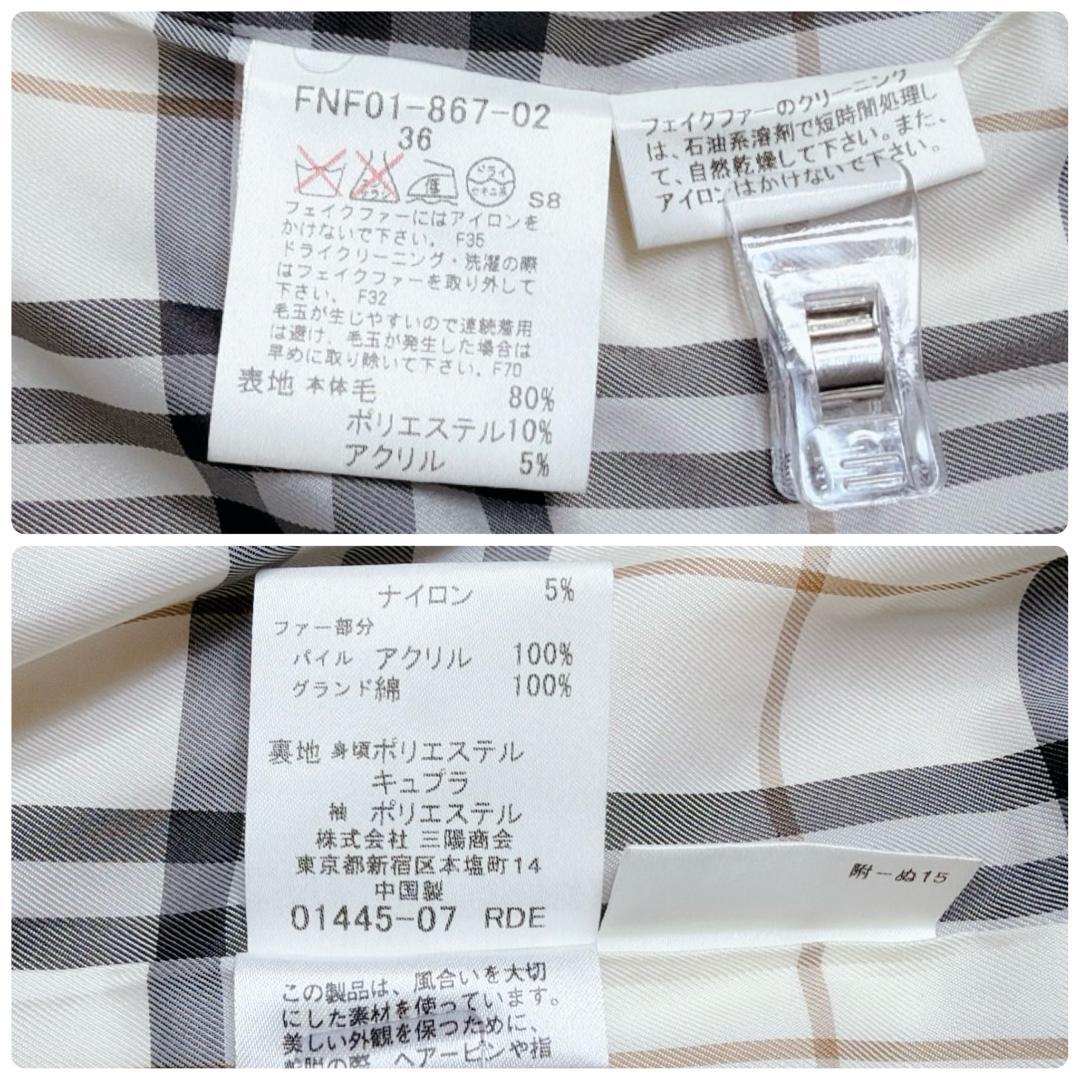 FNF01-867-02
36
ドライ
セキユ系
S8
フェイクファーにはアイロンを
かけないで下さい。 F35
ドライクリーニング・洗濯の際
はフェイクファーを取り外して
下さい。 F32
毛玉が生じやすいので連続着用
は避け、毛玉が発生した場合は
早めに取り除いて下さい。F70
表地 本体毛 80%
ポリエステル10%
アクリル 5%
フェイクファーのクリーニング
は、石油系溶剤で短時間処理し
て、自然乾燥して下さい。また、
アイロンはかけないで下さい。
ナイロン 5%
ファー部分
パイル アクリル 100%
グランド綿 100%
裏地 身頃ポリエステル
キュプラ
袖 ポリエステル
株式会社 三陽商会
東京都新宿区本塩町14
中国製
01445-07 RDE
附ーぬ15
この製品は、風合いを大切
にした素材を使っています。
美しい外観を保つために、
の際、ヘアーピンや指